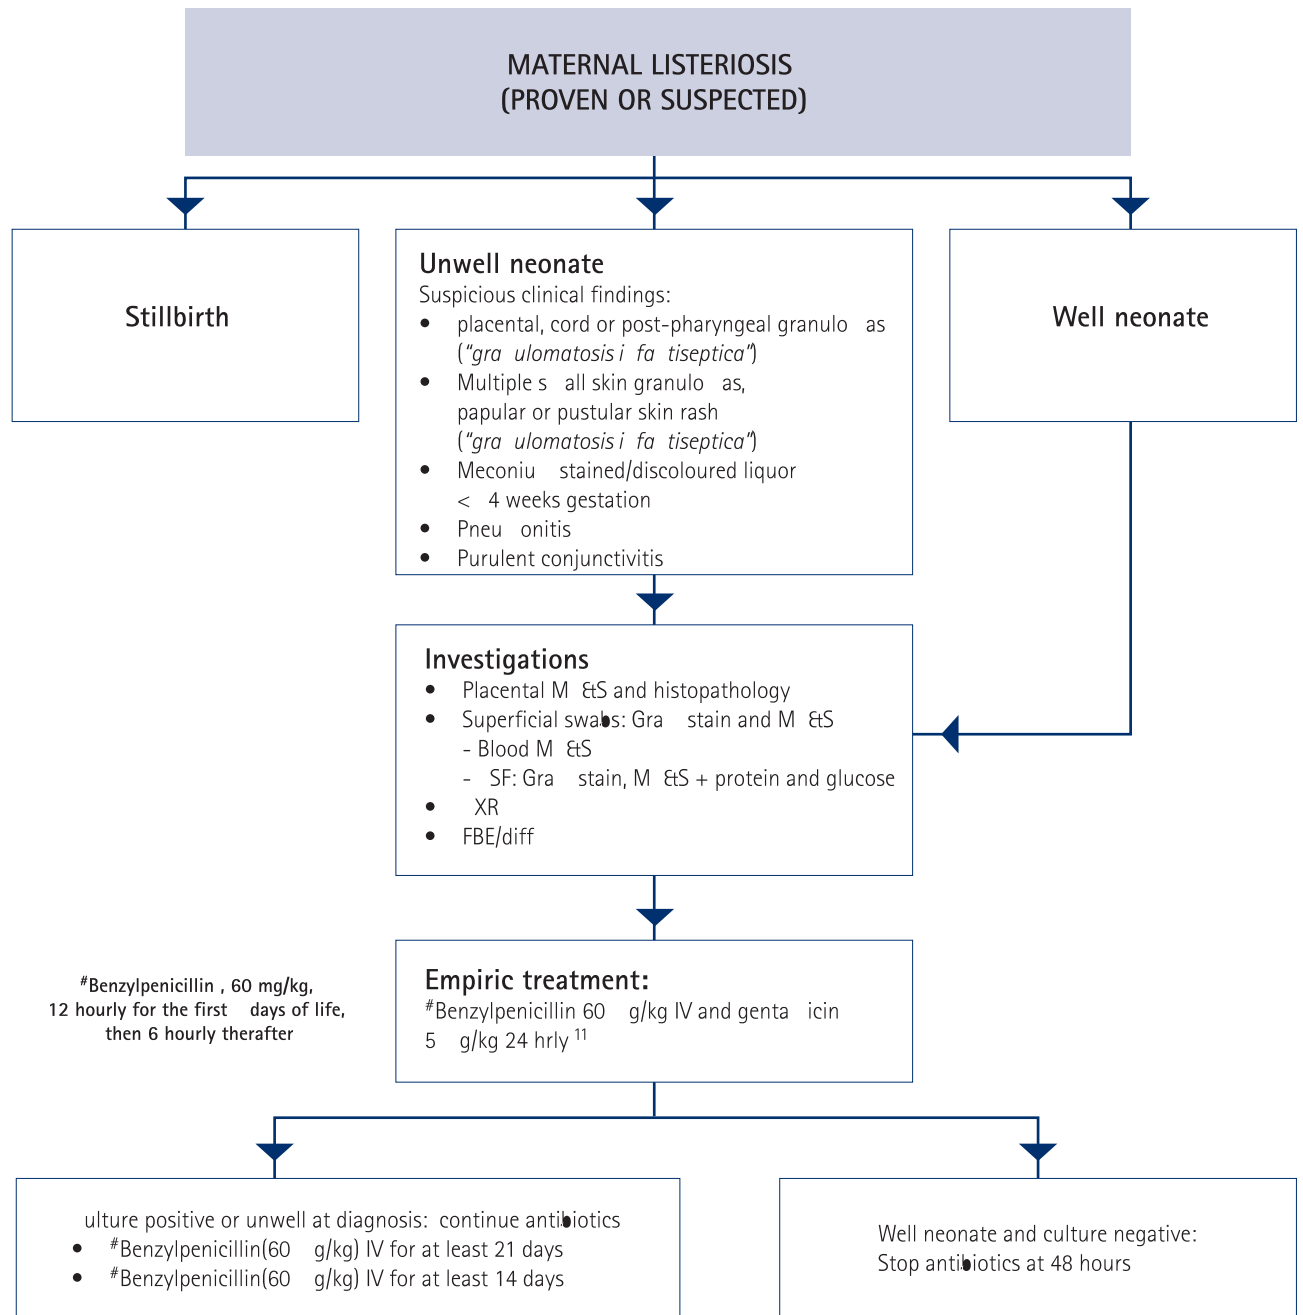 MATERNAL LISTERIOSIS
(PROVEN OR SUSPECTED)
Stillbirth
Unwell neonate
Suspicious clinical findings:
• placental, cord or post-pharyngeal granulo as
("gra ulomatosis i fa tiseptica")
• Multiple s all skin granulo as,
papular or pustular skin rash
("gra ulomatosis i fa tiseptica")
• Meconiu stained/discoloured liquor
< 4 weeks gestation
• Pneu onitis
• Purulent conjunctivitis
Well neonate
Investigations
• Placental M &S and histopathology
• Superficial swabs: Gra stain and M &S
- Blood M &S
- SF: Gra stain, M &S + protein and glucose
• XR
• FBE/diff
#Benzylpenicillin , 60 mg/kg,
12 hourly for the first days of life,
then 6 hourly therafter
Empiric treatment:
#Benzylpenicillin 60 g/kg IV and genta icin
5 g/kg 24 hrly 11
ulture positive or unwell at diagnosis: continue antibiotics
• #Benzylpenicillin(60 g/kg) IV for at least 21 days
• #Benzylpenicillin(60 g/kg) IV for at least 14 days
Well neonate and culture negative:
Stop antibiotics at 48 hours